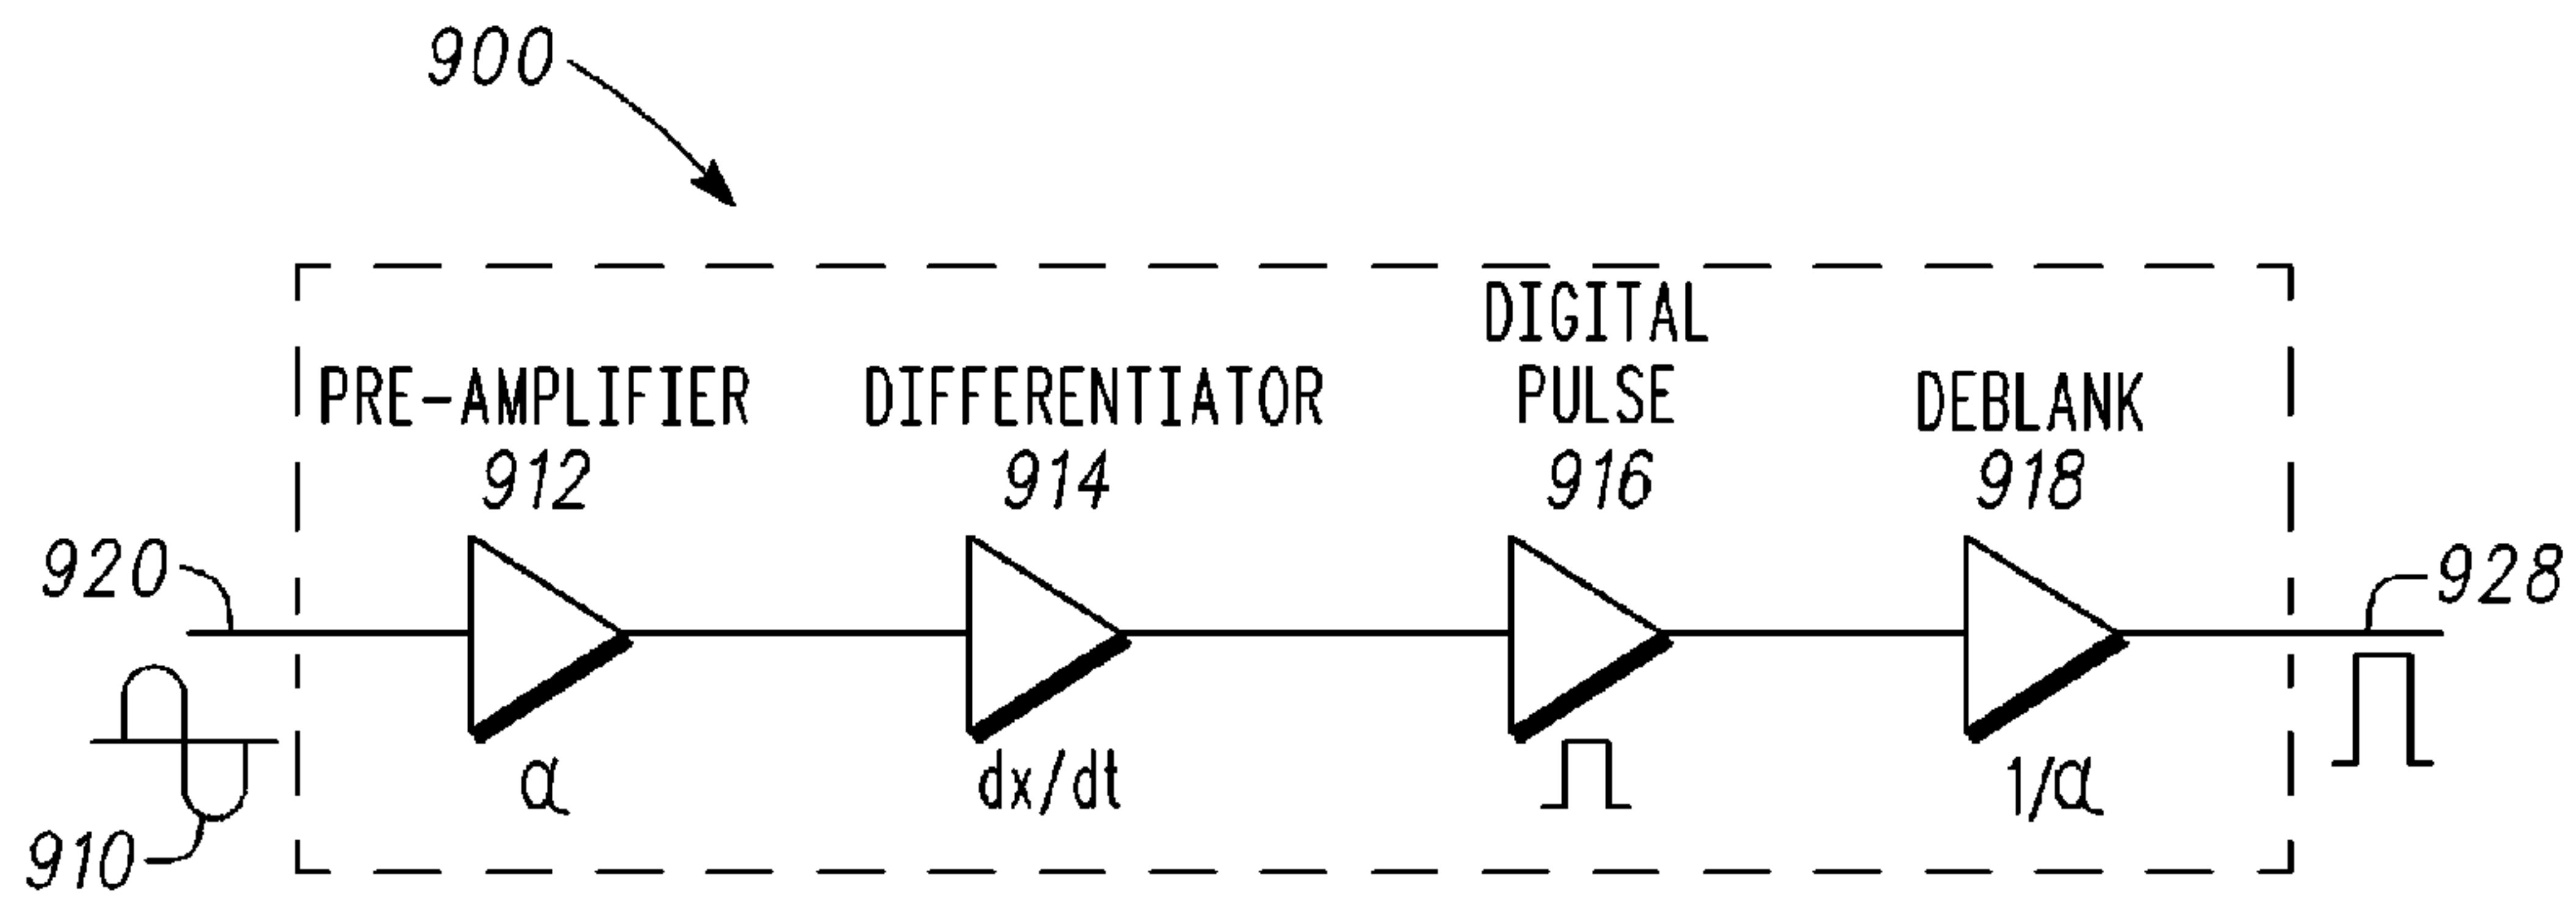 900
DIGITAL
PRE-AMPLIFIER DIFFERENTIATOR PULSE DEBLANK
912 914 916 918
920 928
α dx/dt 1/α
910